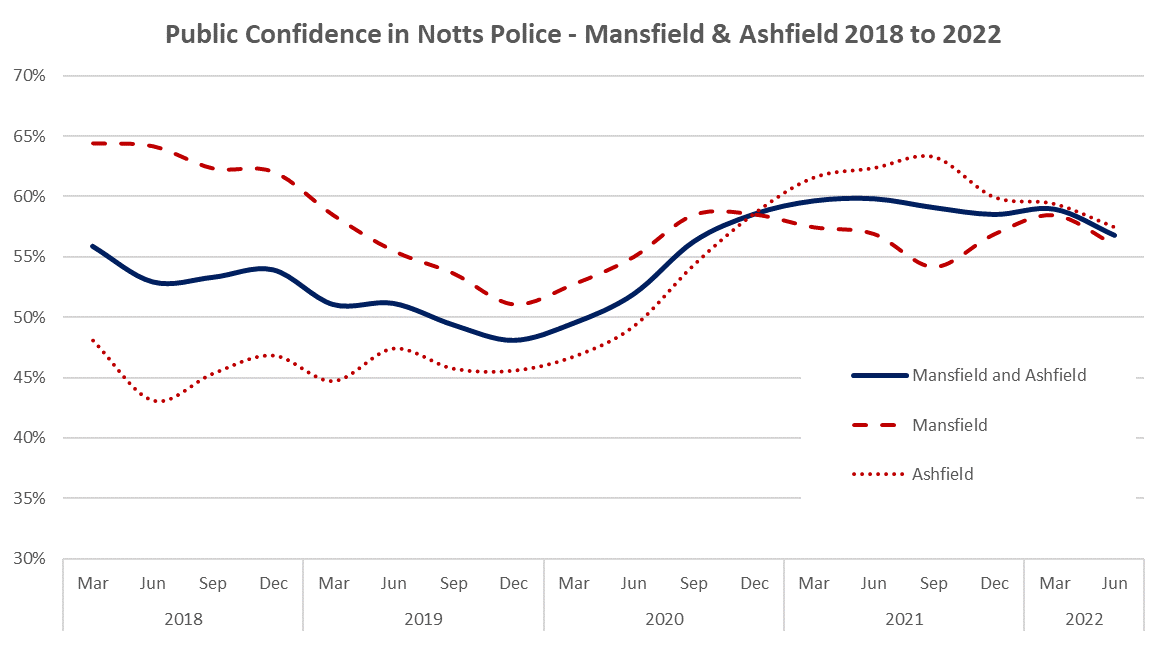 Public Confidence in Notts Police - Mansfield & Ashfield 2018 to 2022
70%
65%
60%
55%
50%
45%
40%
35%
30%
Mansfield and Ashfield
Mansfield
Ashfield
Mar Jun Sep Dec Mar Jun Sep Dec Mar Jun Sep Dec Mar Jun Sep Dec Mar Jun
2018 2019 2020 2021 2022